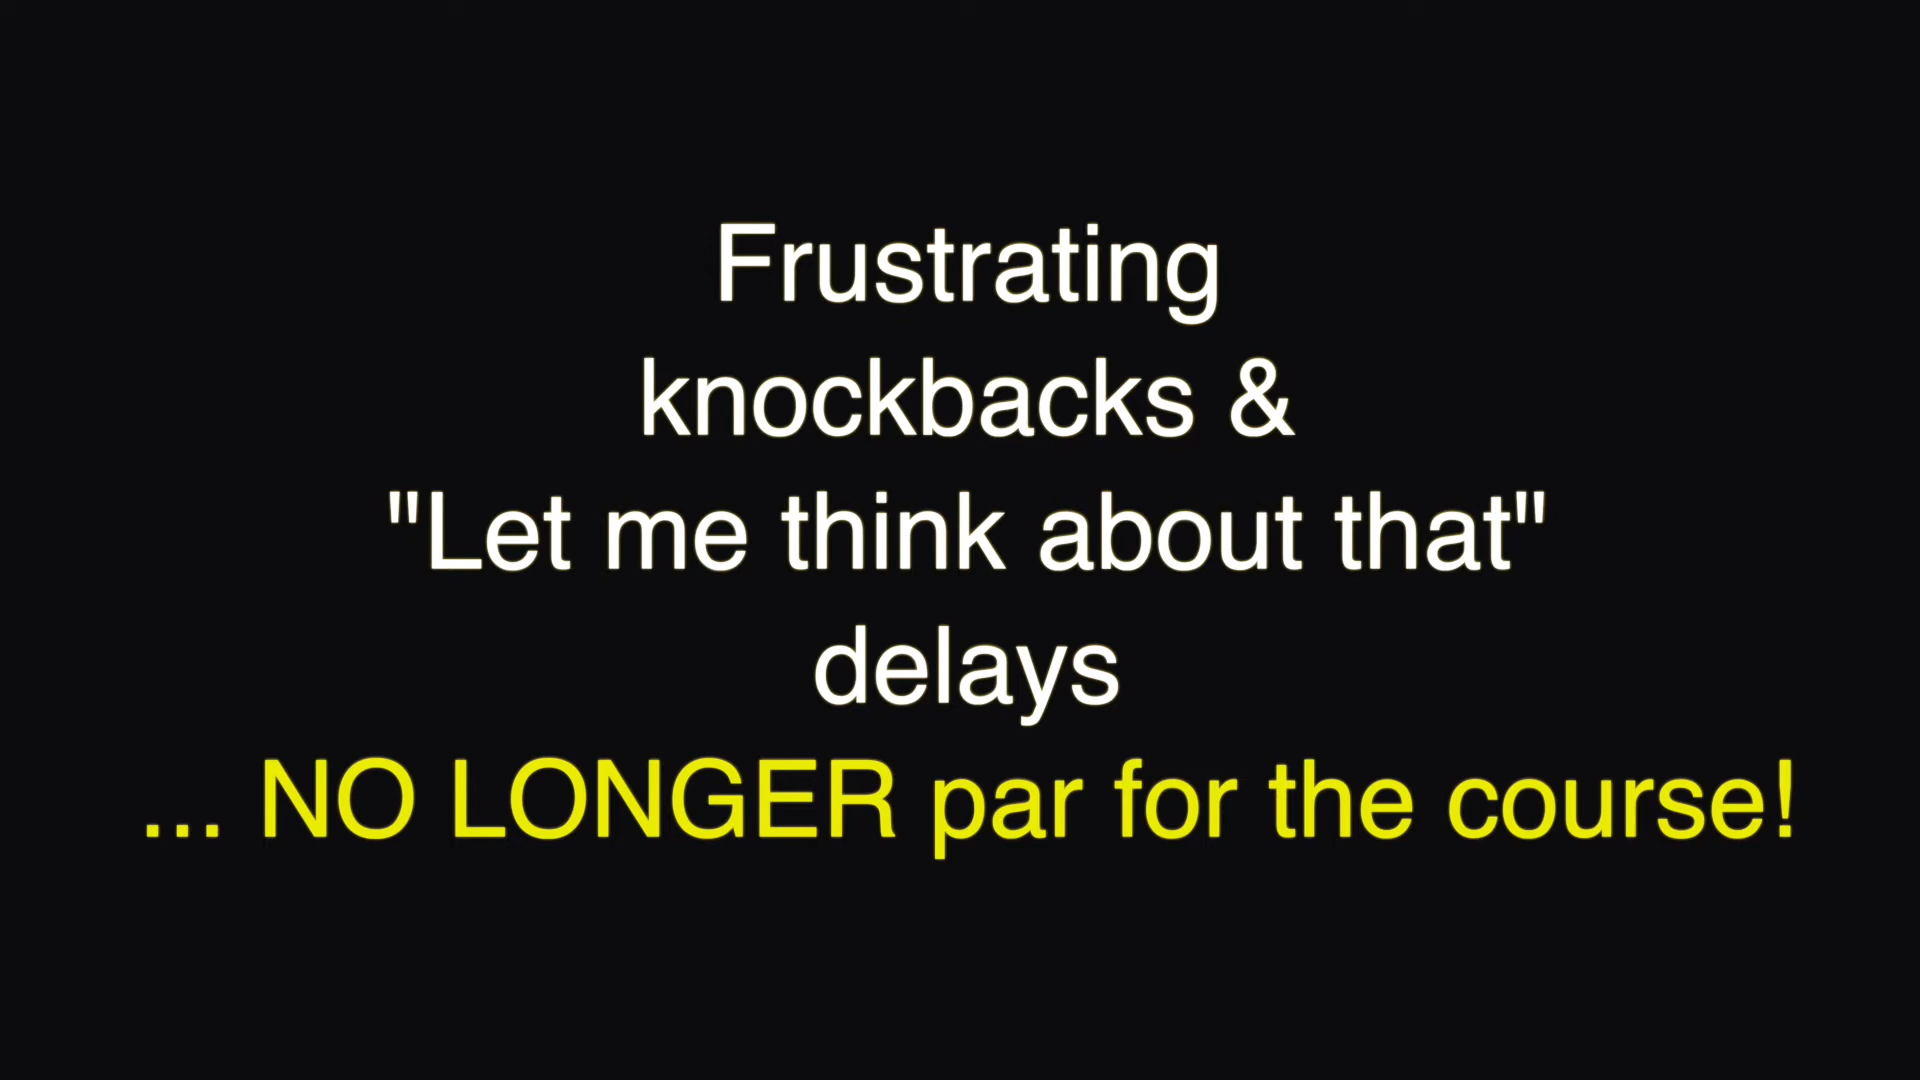 Frustrating
knockbacks &
"Let me think about that"
delays
... NO LONGER par for the course!